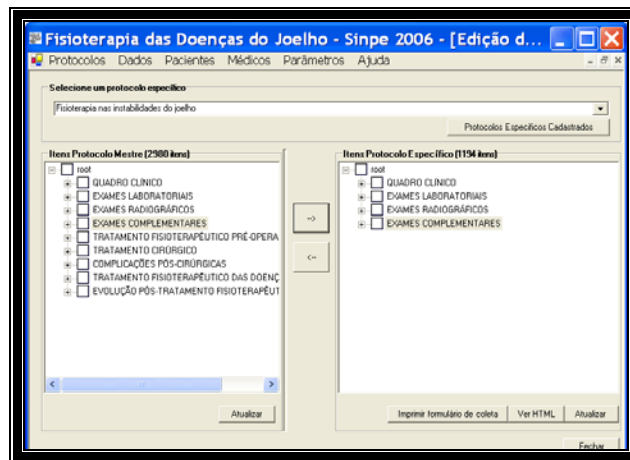 Fisioterapia das Doenças do Joelho - Sinpe 2006 - [Edição d...
Protocolos Dados Pacientes Médicos Parâmetros Ajuda
Selecione um protocolo específico
Fisioterapia nas instabilidades do joelho
Protocolos Específicos Cadastrados
Itens Protocolo Mestre (2980 itens)
root
QUADRO CLÍNICO
EXAMES LABORATORIAIS
EXAMES RADIOGRÁFICOS
EXAMES COMPLEMENTARES
TRATAMENTO FISIOTERAPÊUTICO PRÉ-OPERA
TRATAMENTO CIRÚRGICO
COMPLICAÇÕES PÓS-CIRÚRGICAS
TRATAMENTO FISIOTERAPÊUTICO DAS DOENÇ
EVOLUÇÃO PÓS-TRATAMENTO FISIOTERAPÊUT
Atualizar
->
<-
Itens Protocolo Específico (1194 itens)
root
QUADRO CLÍNICO
EXAMES LABORATORIAIS
EXAMES RADIOGRÁFICOS
EXAMES COMPLEMENTARES
Imprimir formulário de coleta Ver HTML Atualizar
Fechar